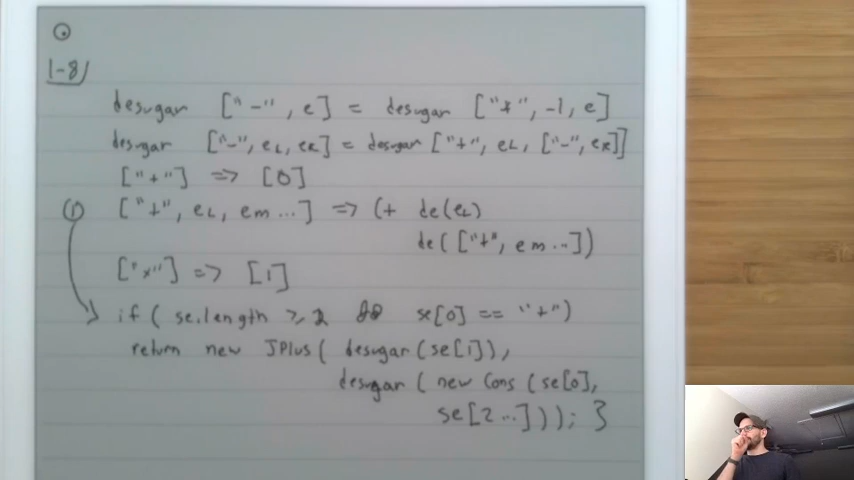 1-8/
desugar ["-", e] = desugar ["*", -1, e]
desugar ["-", eL, eR] = desugar ["+", eL, ["-", eR]]
["+"] => [0]
① ["+", eL, em ...] => (+ de(eL)
de(["+", em ...])
["*"] => [1]
if ( se.length >, 2 && se[0] == "+")
return new JPlus( desugar(se[1]),
desugar ( new Cons (se[0],
se[2...])); }